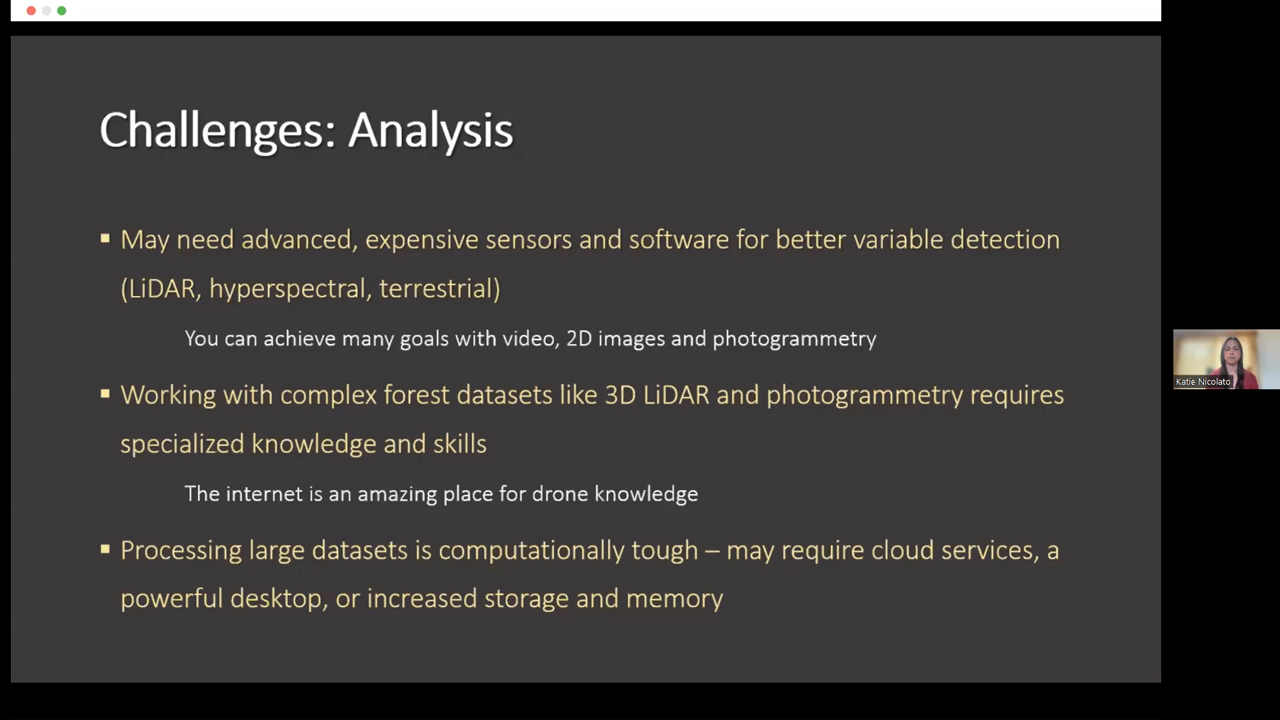 Challenges: Analysis
▪ May need advanced, expensive sensors and software for better variable detection
(LiDAR, hyperspectral, terrestrial)
You can achieve many goals with video, 2D images and photogrammetry
▪ Working with complex forest datasets like 3D LiDAR and photogrammetry requires
specialized knowledge and skills
The internet is an amazing place for drone knowledge
▪ Processing large datasets is computationally tough – may require cloud services, a
powerful desktop, or increased storage and memory
Katie Nicolato